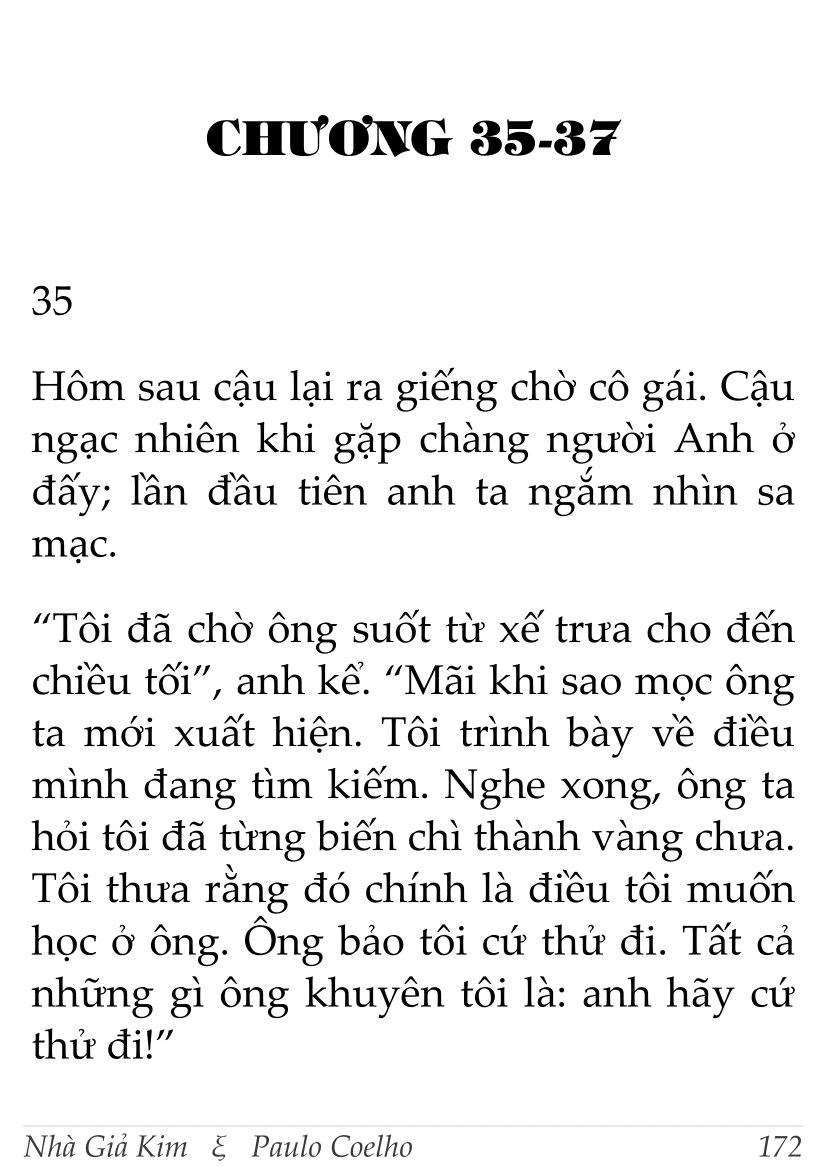 CHƯƠNG 35-37
35
Hôm sau cậu lại ra giếng chờ cô gái. Cậu
ngạc nhiên khi gặp chàng người Anh ở
đấy; lần đầu tiên anh ta ngắm nhìn sa
mạc.
“Tôi đã chờ ông suốt từ xế trưa cho đến
chiều tối”, anh kể. “Mãi khi sao mọc ông
ta mới xuất hiện. Tôi trình bày về điều
mình đang tìm kiếm. Nghe xong, ông ta
hỏi tôi đã từng biến chì thành vàng chưa.
Tôi thưa rằng đó chính là điều tôi muốn
học ở ông. Ông bảo tôi cứ thử đi. Tất cả
những gì ông khuyên tôi là: anh hãy cứ
thử đi!”
Nhà Giả Kim ξ Paulo Coelho 172